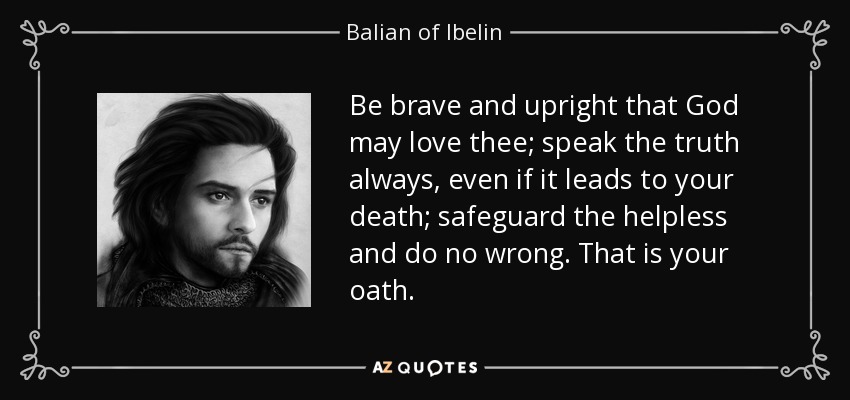 Balian of Ibelin
Be brave and upright that God
may love thee; speak the truth
always, even if it leads to your
death; safeguard the helpless
and do no wrong. That is your
oath.
AZ QUOTES